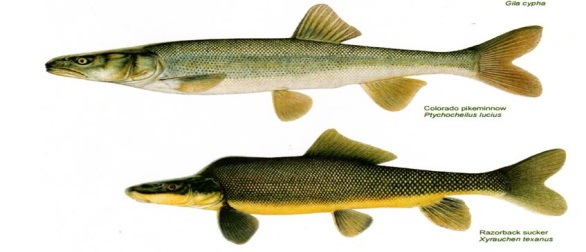 Gila cypha
Colorado pikeminnow
Ptychocheilus lucius
Razorback sucker
Xyrauchen texanus